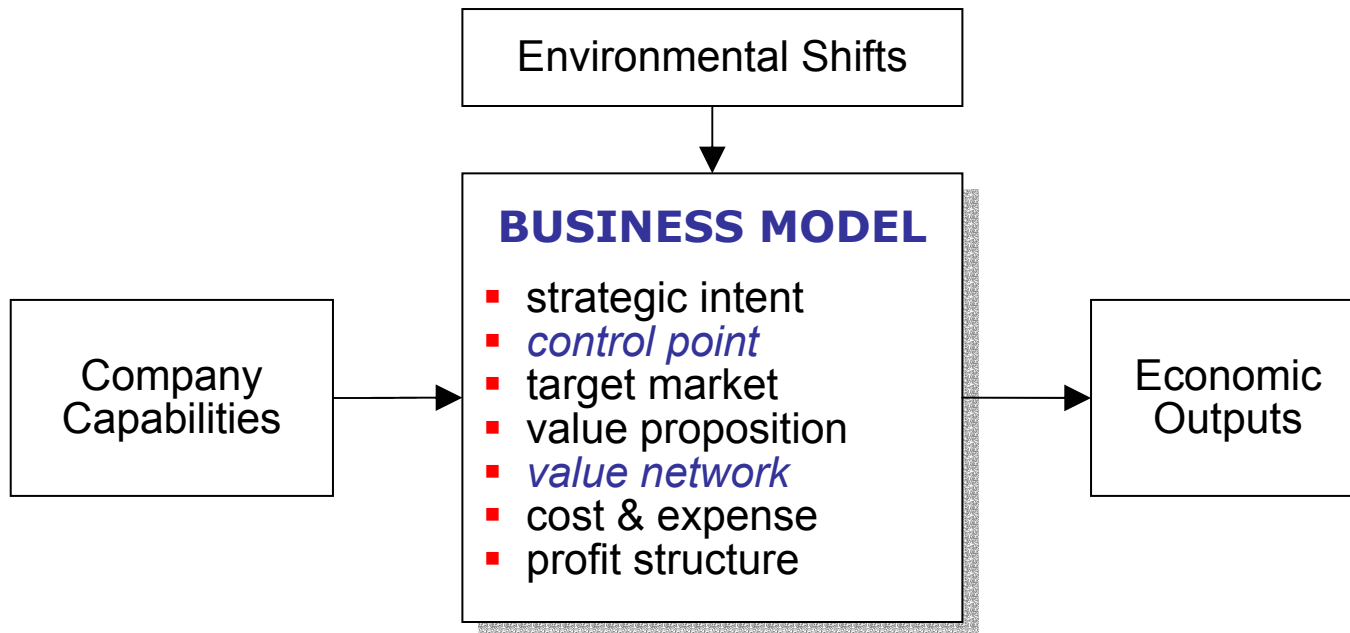 Environmental Shifts
BUSINESS MODEL
▪ strategic intent
▪ control point
▪ target market
▪ value proposition
▪ value network
▪ cost & expense
▪ profit structure
Company
Capabilities
Economic
Outputs